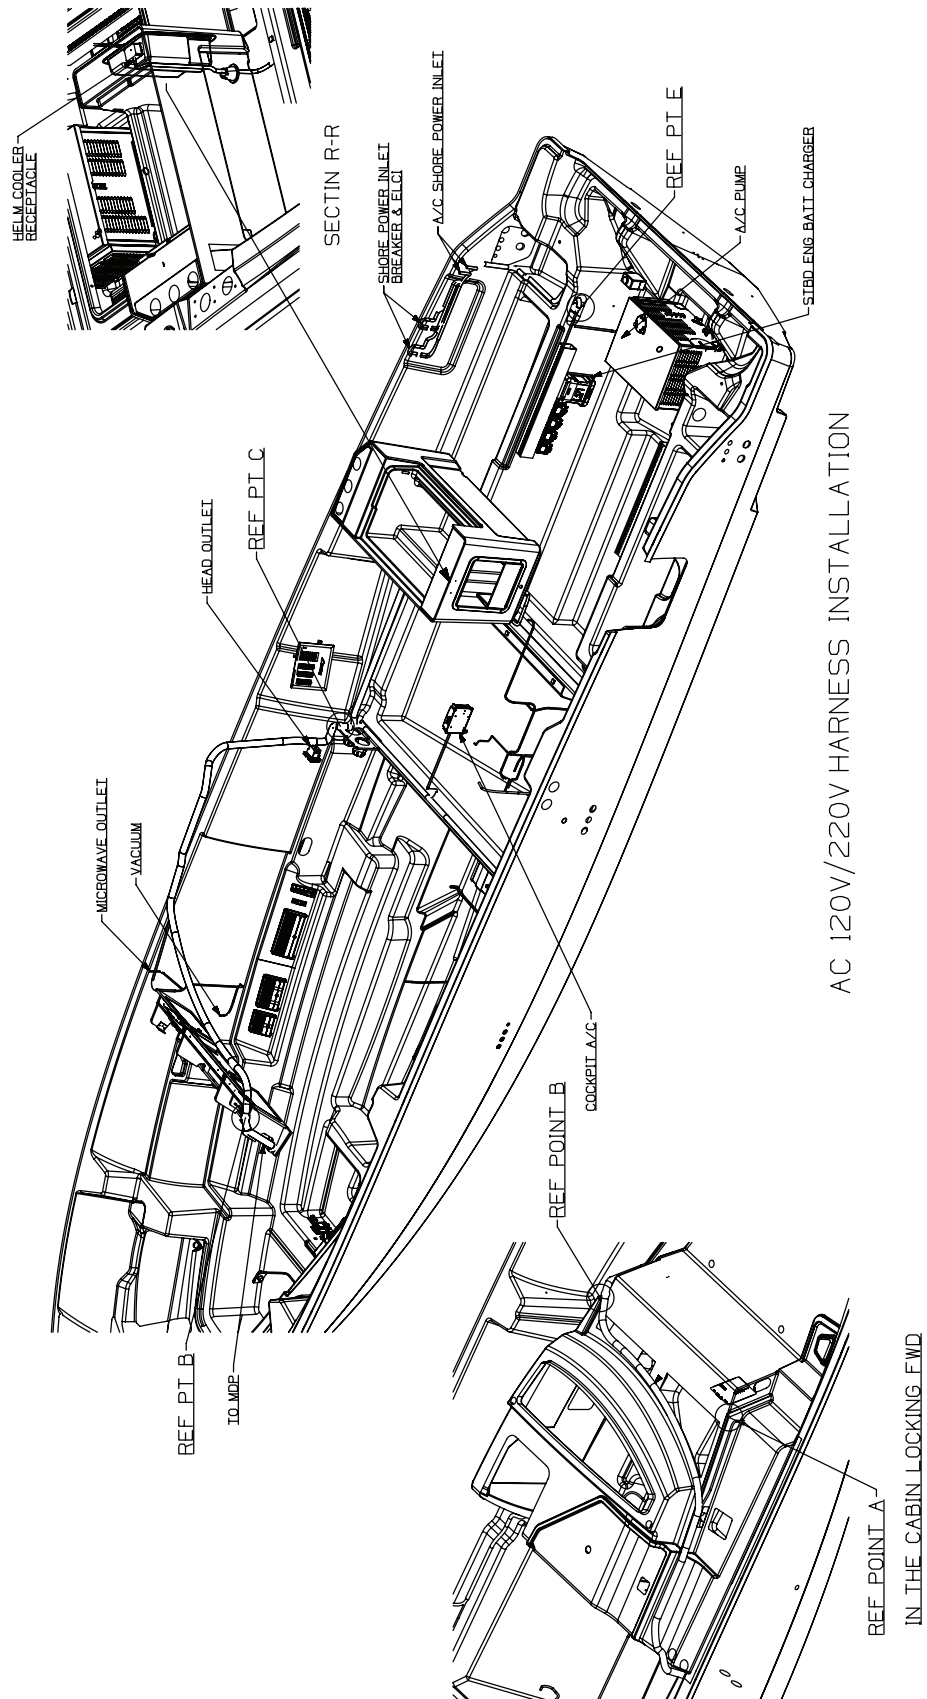 HELM COOLER
RECEPTACLE
SECTIN R-R
SHORE POWER INLET
BREAKER & ELCI
A/C SHORE POWER INLET
REF PT E
A/C PUMP
STBD ENG BATT CHARGER
REF PT C
HEAD OUTLET
MICROWAVE OUTLET
VACUUM
COCKPIT A/C
REF PT B
TO MDP
AC 120V/220V HARNESS INSTALLATION
REF POINT B
REF POINT A
IN THE CABIN LOCKING FWD